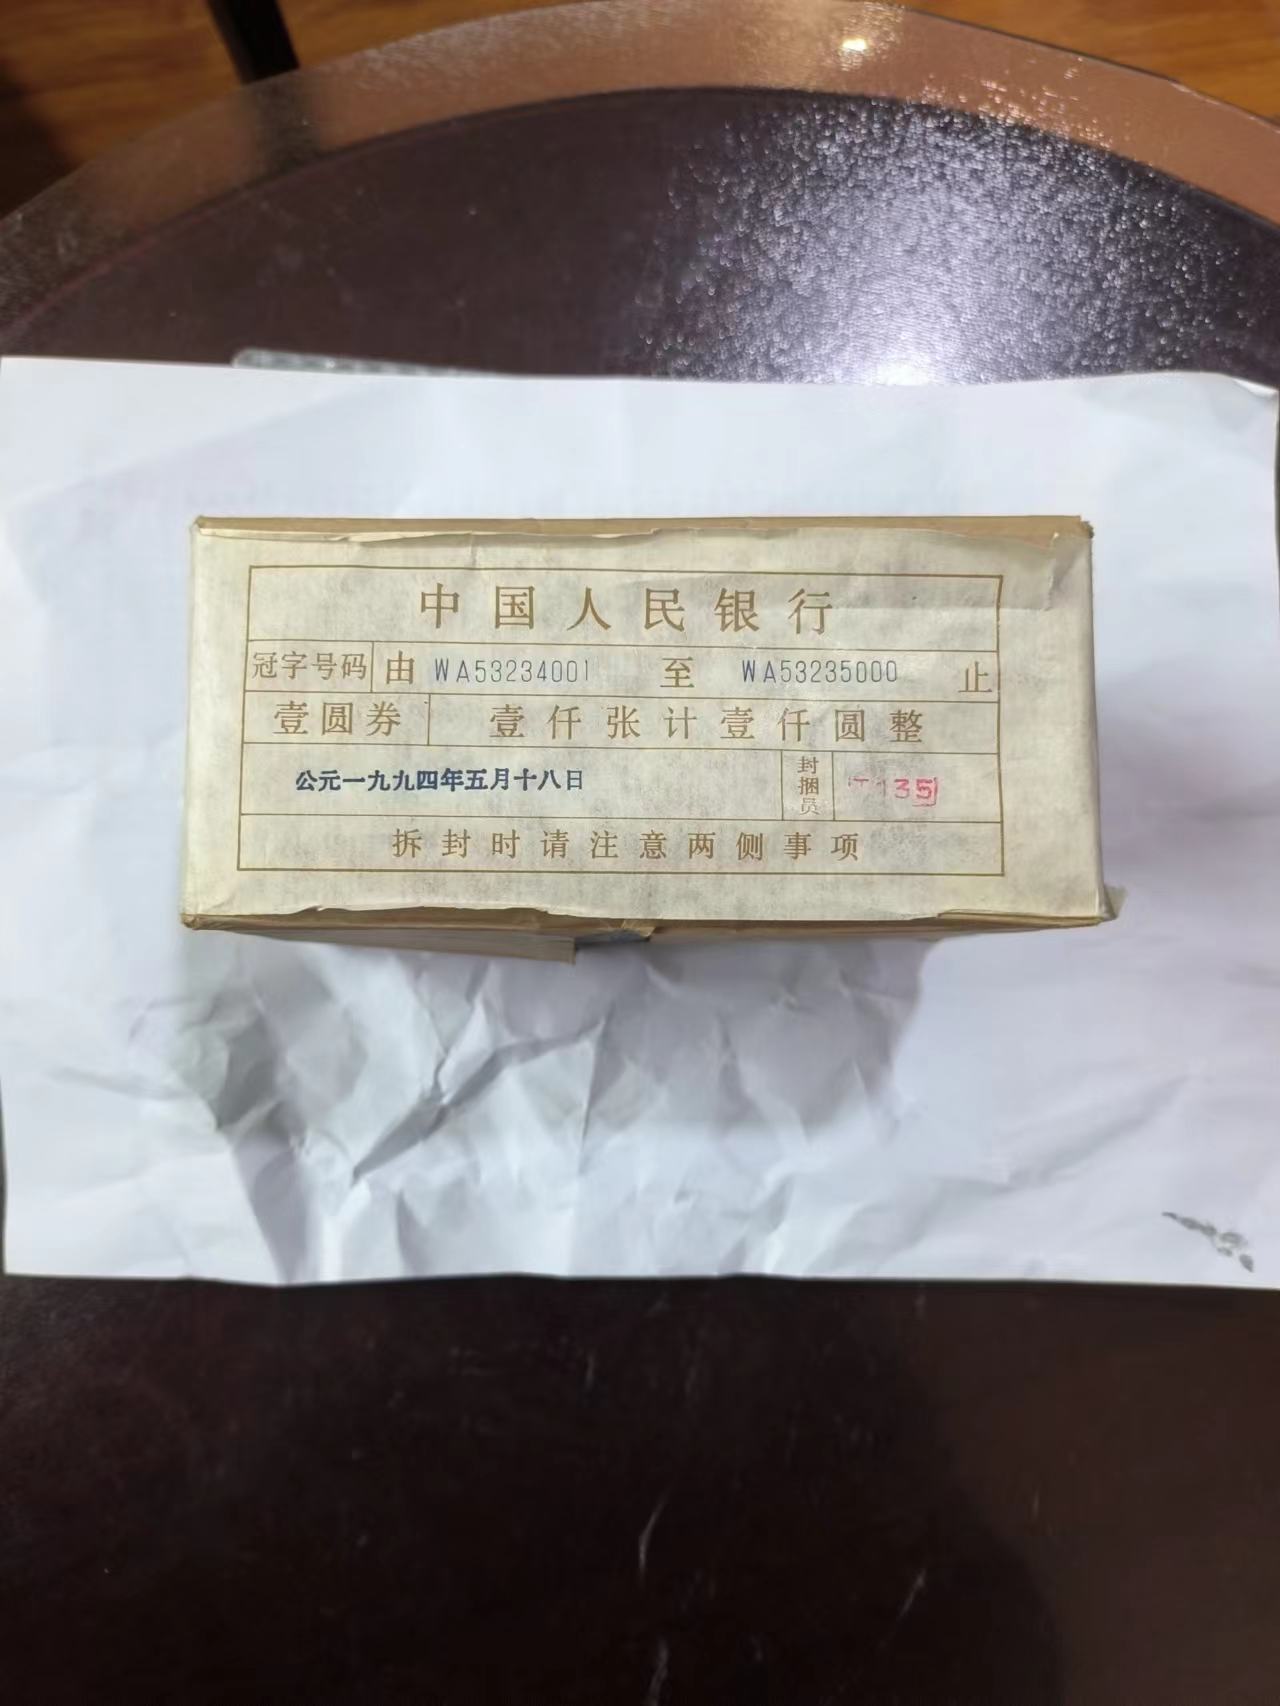 中国人民银行
冠字号码 由 WA53234001 至 WA53235000 止
壹圆券 壹仟张计壹仟圆整
公元一九九四年五月十八日 封捆员 135
拆封时请注意两侧事项